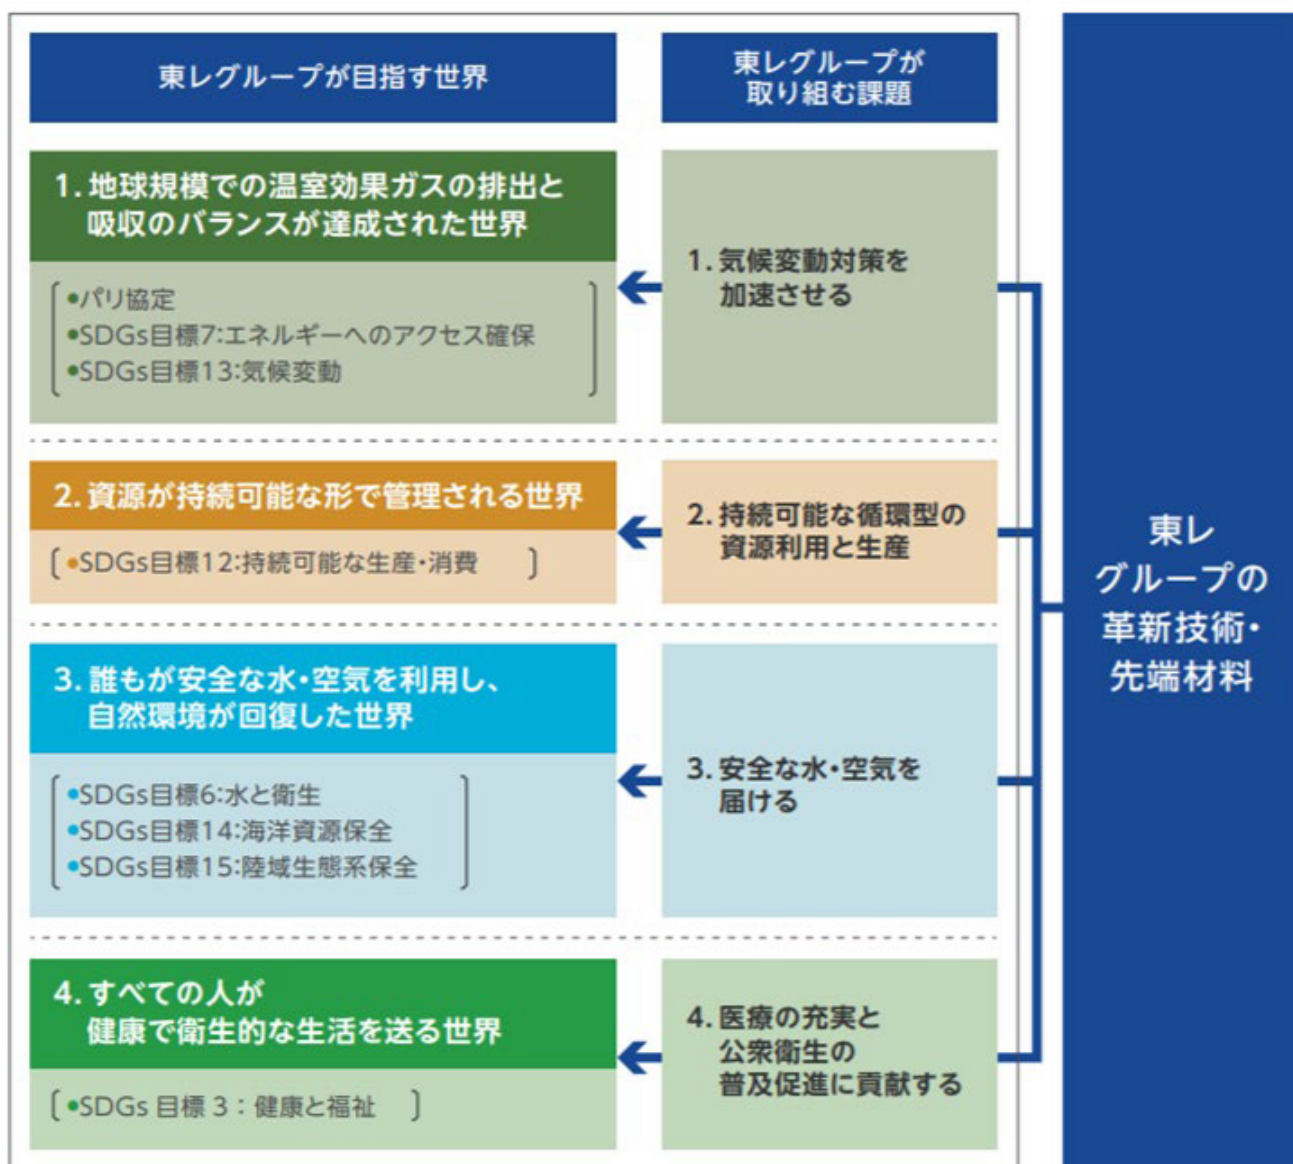 東レグループが目指す世界
東レグループが
取り組む課題
1. 地球規模での温室効果ガスの排出と
吸収のバランスが達成された世界
●パリ協定
●SDGs目標7:エネルギーへのアクセス確保
●SDGs目標13:気候変動
1. 気候変動対策を
加速させる
2. 資源が持続可能な形で管理される世界
●SDGs目標12:持続可能な生産・消費
2. 持続可能な循環型の
資源利用と生産
3. 誰もが安全な水・空気を利用し、
自然環境が回復した世界
●SDGs目標6:水と衛生
●SDGs目標14:海洋資源保全
●SDGs目標15:陸域生態系保全
3. 安全な水・空気を
届ける
4. すべての人が
健康で衛生的な生活を送る世界
●SDGs 目標 3：健康と福祉
4. 医療の充実と
公衆衛生の
普及促進に貢献する
東レ
グループの
革新技術・
先端材料